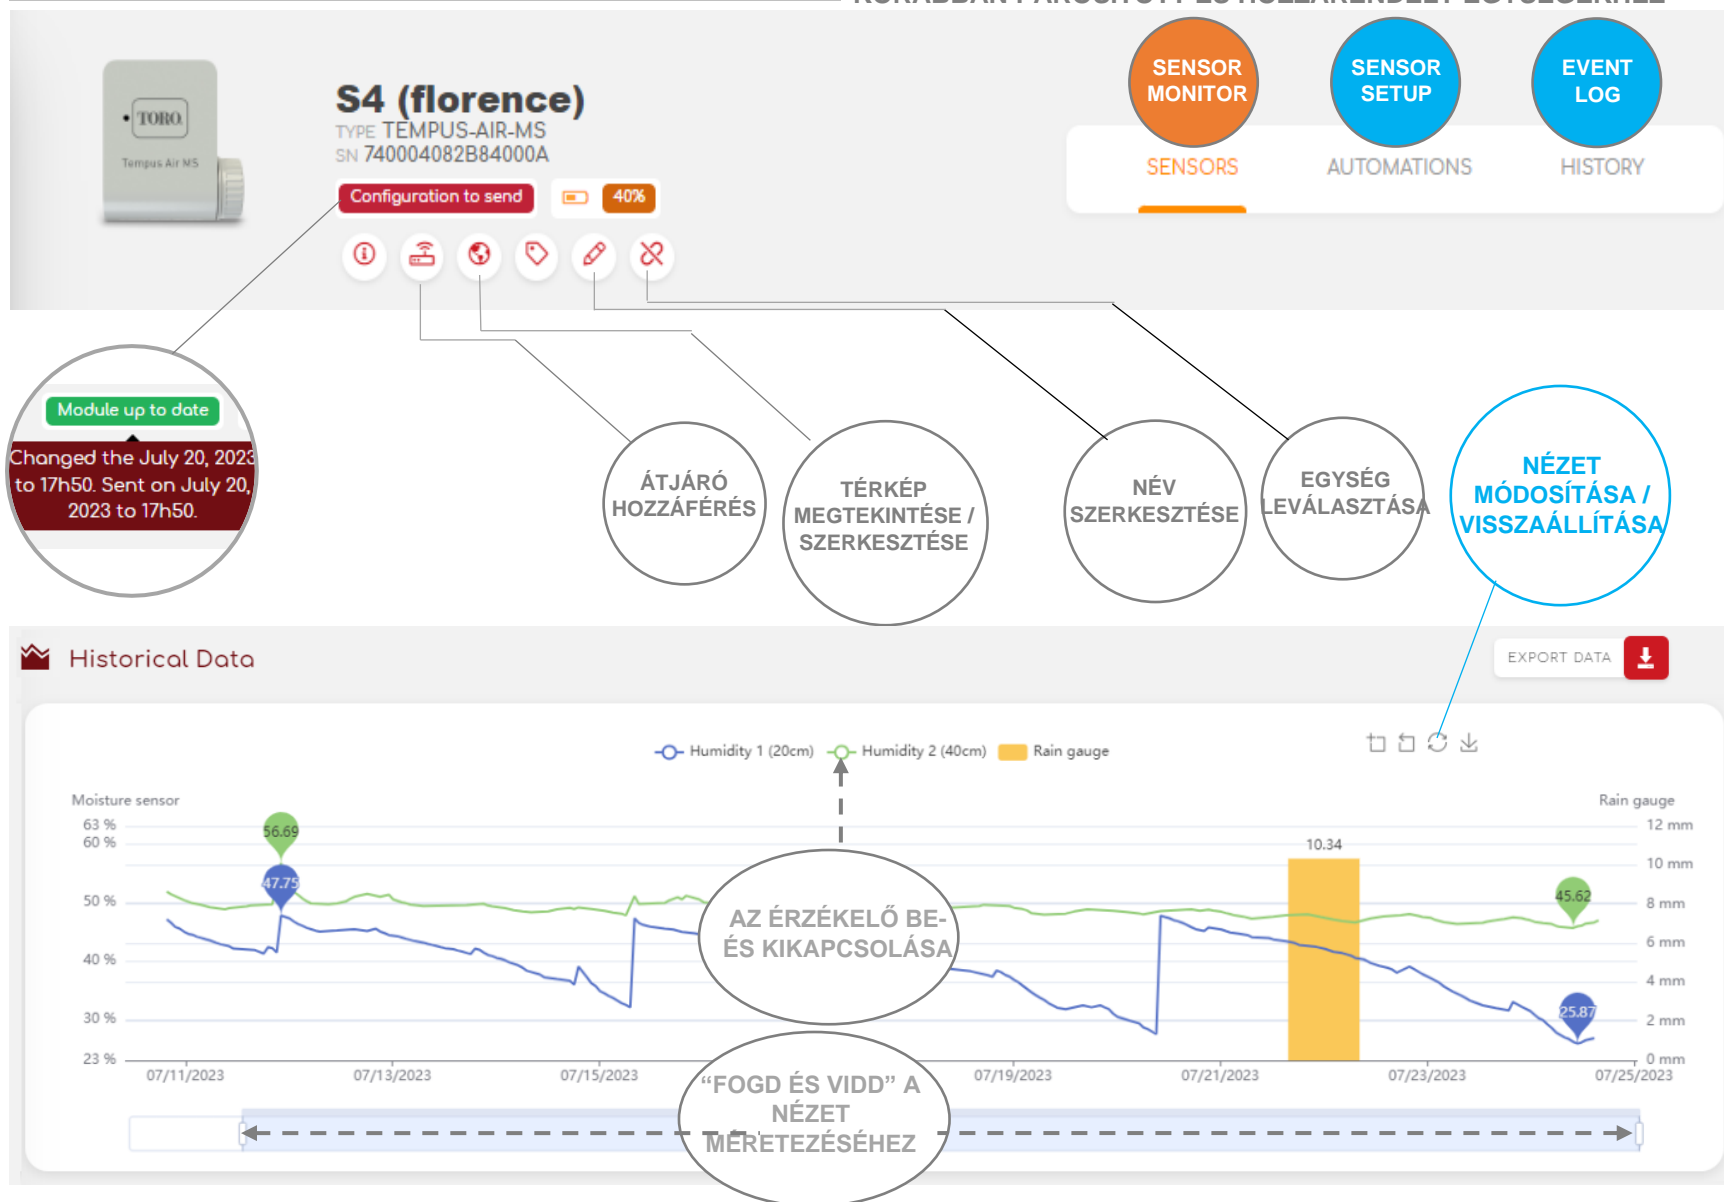 KORÁBBAN PÁROSÍTOTT ÉS HOZZÁRENDELT EGYSÉGEKHEZ
TORO
Tempus Air MS
S4 (florence)
TYPE TEMPUS-AIR-MS
SN 740004082B84000A
Configuration to send
40%
SENSOR
MONITOR
SENSOR
SETUP
EVENT
LOG
SENSORS
AUTOMATIONS
HISTORY
Module up to date
Changed the July 20, 2023
to 17h50. Sent on July 20,
2023 to 17h50.
ÁTJÁRÓ
HOZZÁFÉRÉS
TÉRKÉP
MEGTEKINTÉSE /
SZERKESZTÉSE
NÉV
SZERKESZTÉSE
EGYSÉG
LEVÁLASZTÁSA
NÉZET
MÓDOSÍTÁSA /
VISSZAÁLLÍTÁSA
Historical Data
EXPORT DATA
Humidity 1 (20cm)
Humidity 2 (40cm)
Rain gauge
Moisture sensor
Rain gauge
63 %
60 %
50 %
40 %
30 %
23 %
12 mm
10 mm
8 mm
6 mm
4 mm
2 mm
0 mm
56.69
47.75
10.34
45.62
25.87
AZ ÉRZÉKELŐ BE-
ÉS KIKAPCSOLÁSA
07/11/2023
07/13/2023
07/15/2023
07/19/2023
07/21/2023
07/23/2023
07/25/2023
“FOGD ÉS VIDD” A
NÉZET
MÉRETEZÉSÉHEZ